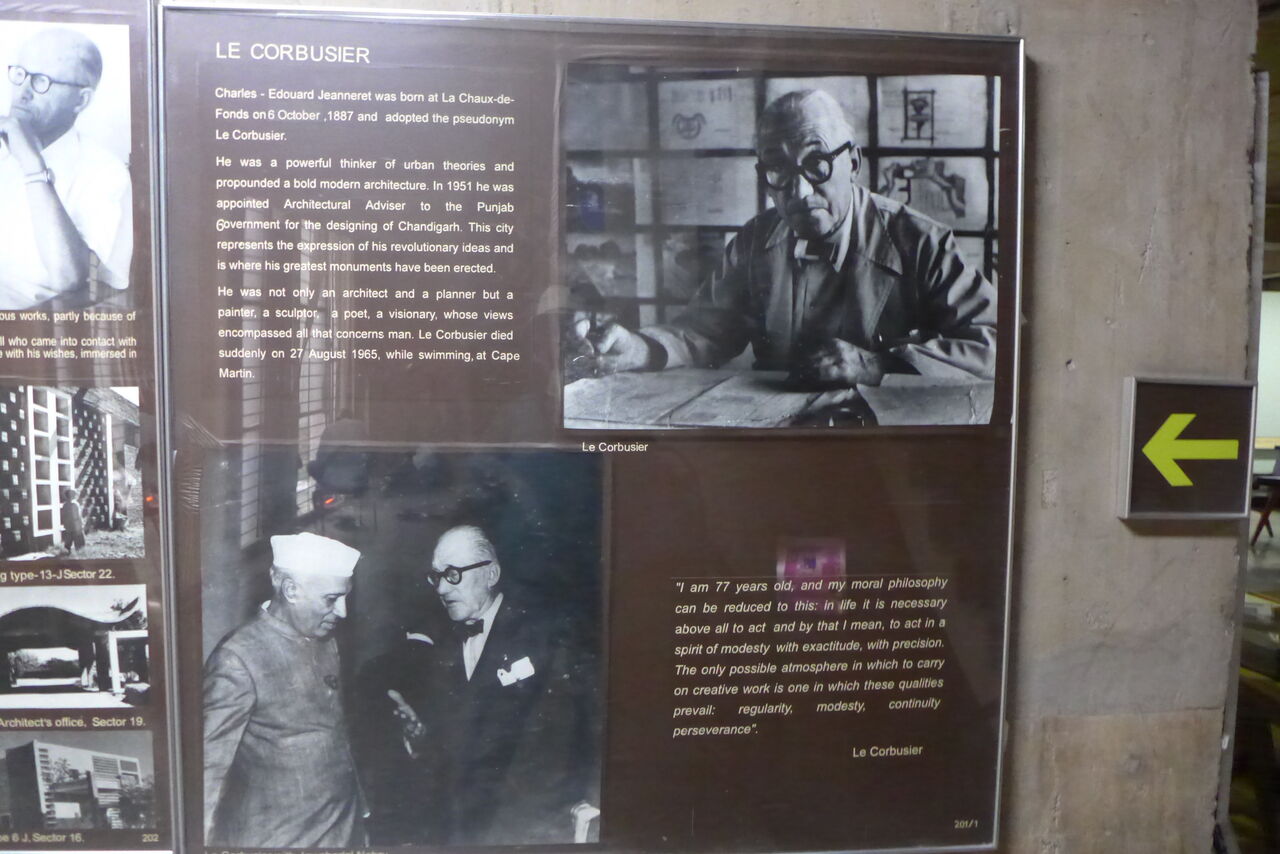 LE CORBUSIER
Charles - Edouard Jeanneret was born at La Chaux-de-
Fonds on 6 October ,1887 and adopted the pseudonym
Le Corbusier.
He was a powerful thinker of urban theories and
propounded a bold modern architecture. In 1951 he was
appointed Architectural Adviser to the Punjab
Government for the designing of Chandigarh. This city
represents the expression of his revolutionary ideas and
is where his greatest monuments have been erected.
He was not only an architect and a planner but a
painter, a sculptor, a poet, a visionary, whose views
encompassed all that concerns man. Le Corbusier died
suddenly on 27 August 1965, while swimming, at Cape
Martin.
Le Corbusier
"I am 77 years old, and my moral philosophy
can be reduced to this: in life it is necessary
above all to act and by that I mean, to act in a
spirit of modesty with exactitude, with precision.
The only possible atmosphere in which to carry
on creative work is one in which these qualities
prevail: regularity, modesty, continuity
perseverance".
Le Corbusier
201/1
works, partly because of
who came into contact with
with his wishes, immersed in
type-13-J Sector 22.
Architect's office, Sector 19.
6 J, Sector 16.
202